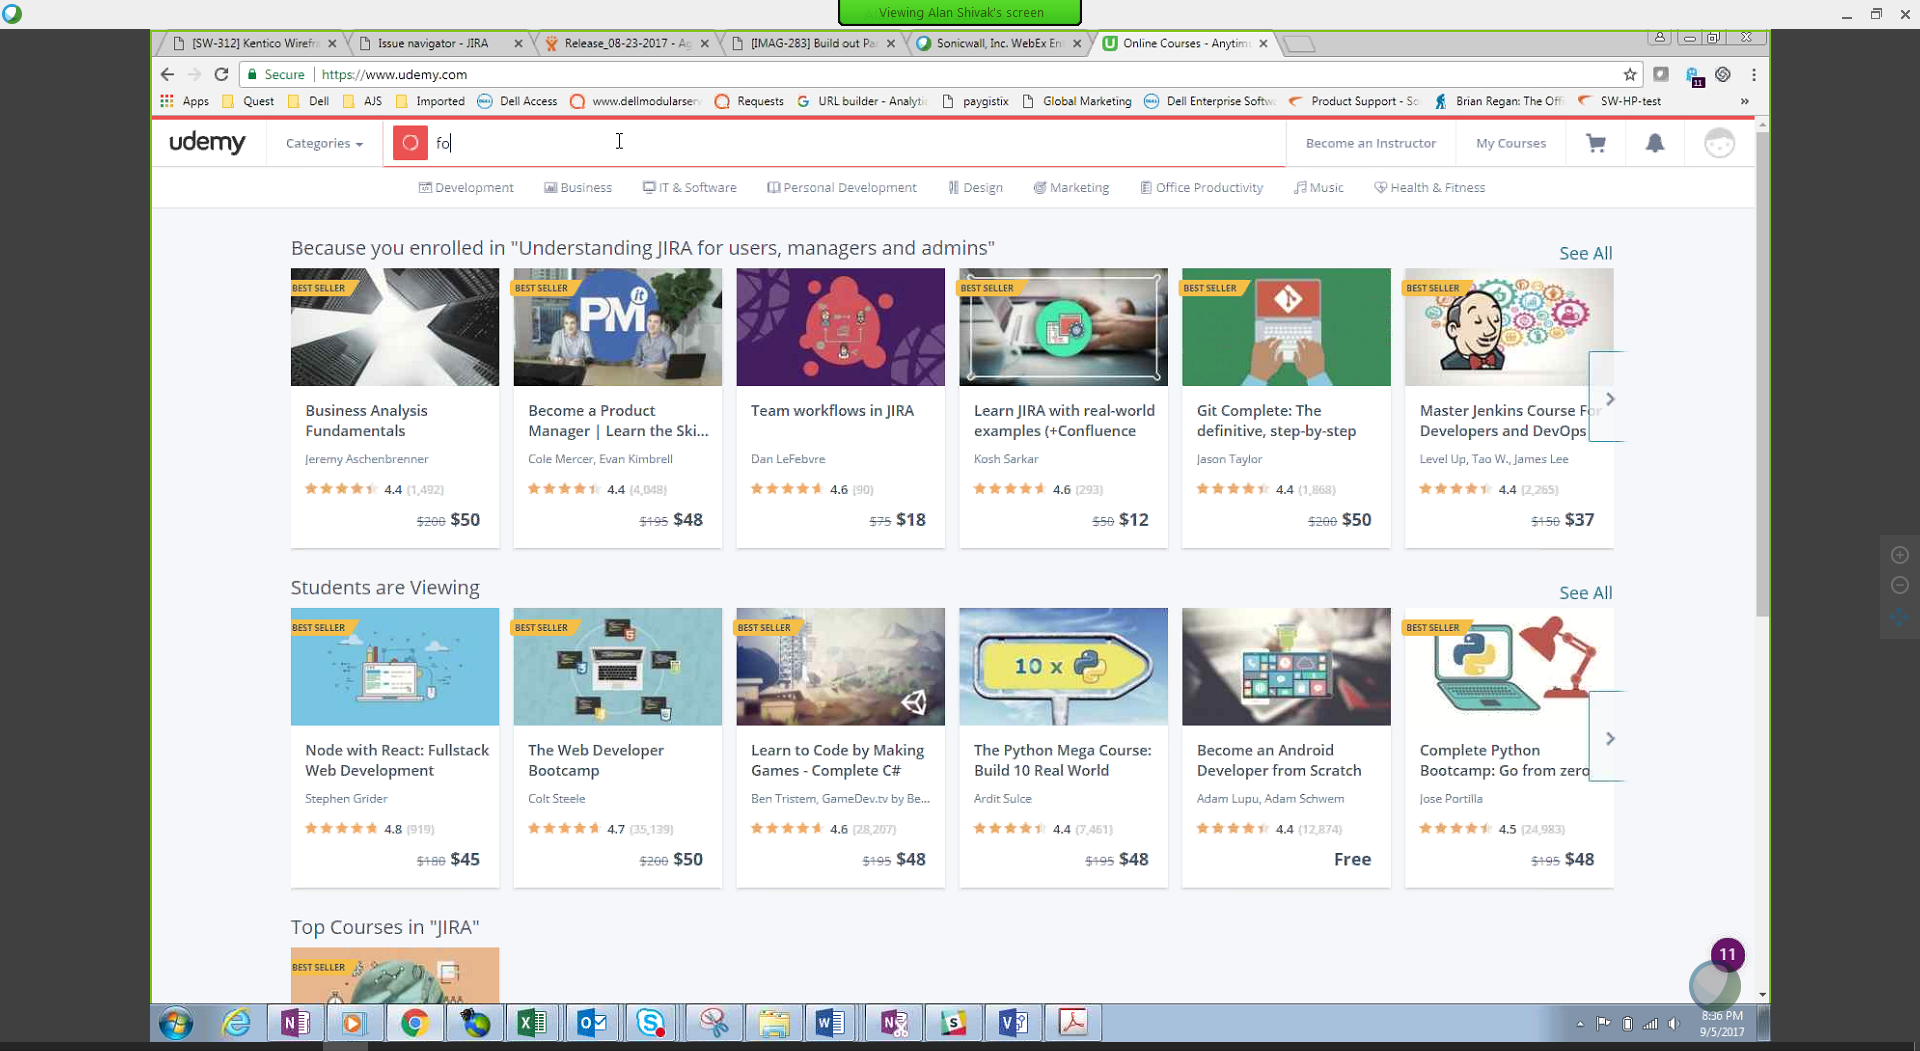 Viewing Alan Shivak's screen
[SW-312] Kentico Wirefr
Issue navigator - JIRA
Release_08-23-2017 - Ag
[IMAG-283] Build out Pa
Sonicwall, Inc. WebEx En
Online Courses - Anytim
Secure
https://www.udemy.com
11
Apps
Quest
Dell
AJS
Imported
Dell Access
www.dellmodularser
Requests
URL builder - Analyti
paygistix
Global Marketing
Dell Enterprise Softw
Product Support - So
Brian Regan: The Offi
SW-HP-test
»
udemy
Categories
fo
Become an Instructor
My Courses
Development
Business
IT & Software
Personal Development
Design
Marketing
Office Productivity
Music
Health & Fitness
Because you enrolled in "Understanding JIRA for users, managers and admins"
See All
BEST SELLER
BEST SELLER
PM
it
BEST SELLER
BEST SELLER
BEST SELLER
Business Analysis
Fundamentals
Jeremy Aschenbrenner
4.4 (1,492)
$200 $50
Become a Product
Manager | Learn the Ski...
Cole Mercer, Evan Kimbrell
4.4 (4,048)
$195 $48
Team workflows in JIRA
Dan LeFebvre
4.6 (90)
$75 $18
Learn JIRA with real-world
examples (+Confluence
Kosh Sarkar
4.6 (293)
$50 $12
Git Complete: The
definitive, step-by-step
Jason Taylor
4.4 (1,868)
$200 $50
Master Jenkins Course For
Developers and DevOps
Level Up, Tao W., James Lee
4.4 (2,265)
$150 $37
Students are Viewing
See All
BEST SELLER
BEST SELLER
BEST SELLER
10 x
BEST SELLER
Node with React: Fullstack
Web Development
Stephen Grider
4.8 (919)
$180 $45
The Web Developer
Bootcamp
Colt Steele
4.7 (35,139)
$200 $50
Learn to Code by Making
Games - Complete C#
Ben Tristem, GameDev.tv by Be...
4.6 (28,207)
$195 $48
The Python Mega Course:
Build 10 Real World
Ardit Sulce
4.4 (7,461)
$195 $48
Become an Android
Developer from Scratch
Adam Lupu, Adam Schwem
4.4 (12,874)
Free
Complete Python
Bootcamp: Go from zero
Jose Portilla
4.5 (24,983)
$195 $48
Top Courses in "JIRA"
BEST SELLER
11
8:36 PM
9/5/2017